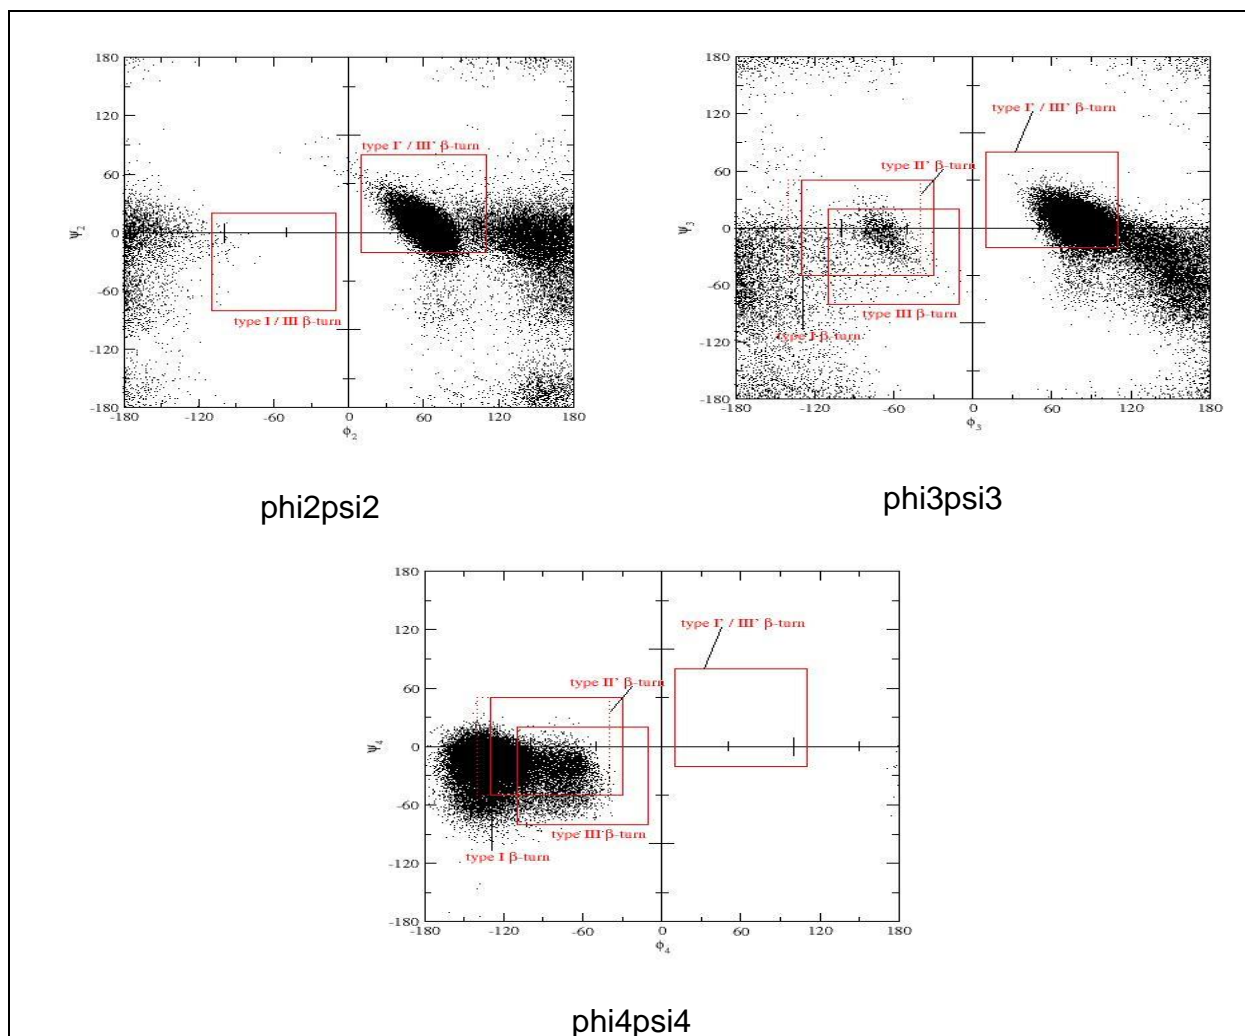 180
120
60
0
-60
-120
-180
-180
-120
-60
0
60
120
180
ψ2
ϕ2
type I' / III' β-turn
type I / III β-turn
phi2psi2
180
120
60
0
-60
-120
-180
-180
-120
-60
0
60
120
180
ψ3
ϕ3
type I' / III' β-turn
type II' β-turn
type III β-turn
type I β-turn
phi3psi3
180
120
60
0
-60
-120
-180
-180
-120
-60
0
60
120
180
ψ4
ϕ4
type I' / III' β-turn
type II' β-turn
type III β-turn
type I β-turn
phi4psi4